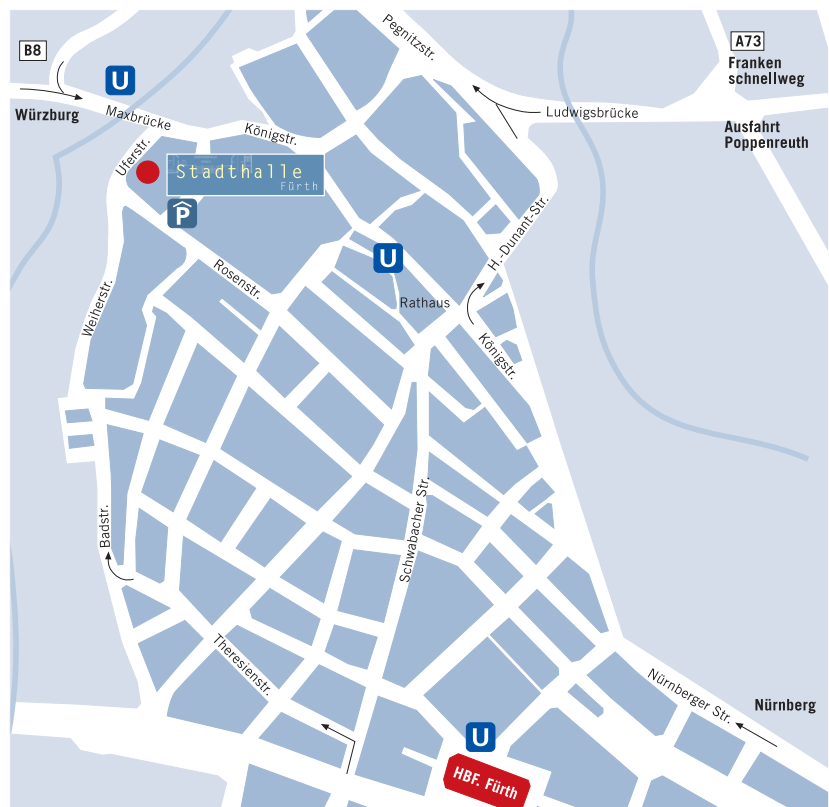 Pegnitzstr.
B8
A73
Franken
schnellweg
U
Würzburg
Maxbrücke
Ludwigsbrücke
Königstr.
Ausfahrt
Poppenreuth
Uferstr.
Stadthalle
Fürth
P
H.-Dunant-Str.
U
Rosenstr.
Weiherstr.
Rathaus
Königstr.
Schwabacher Str.
Badstr.
Theresienstr.
Nürnberger Str.
Nürnberg
U
HBF. Fürth